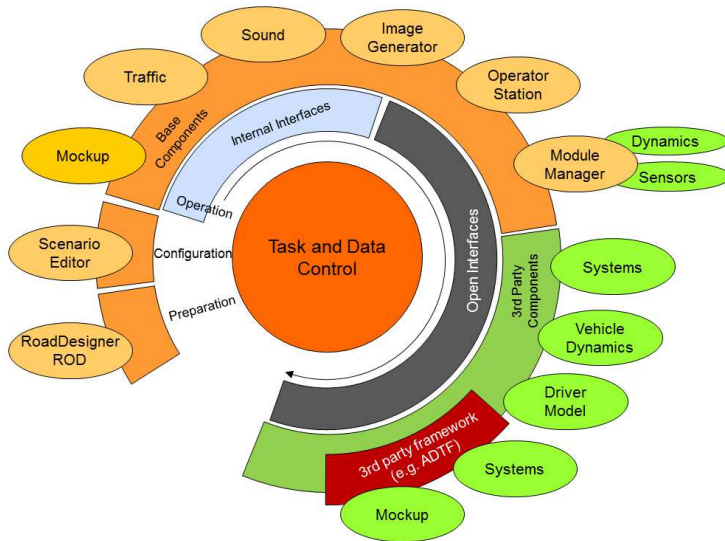 Sound
Image
Generator
Traffic
Operator
Station
Base
Components
Internal Interfaces
Mockup
Module
Manager
Dynamics
Sensors
Operation
Scenario
Editor
Configuration
Task and Data
Control
Open Interfaces
3rd Party
Components
Systems
Preparation
RoadDesigner
ROD
Vehicle
Dynamics
Driver
Model
3rd party framework
(e.g. ADTF)
Systems
Mockup